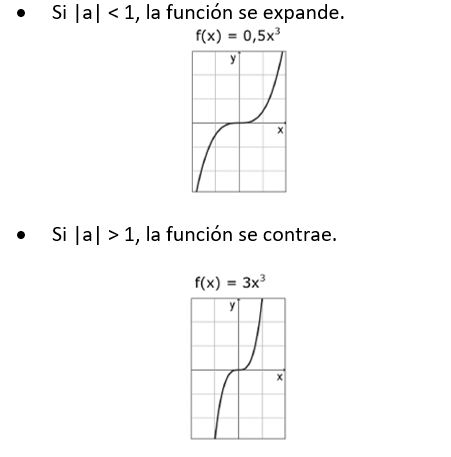 • Si |a| < 1, la función se expande.
f(x) = 0,5x³
y
x
• Si |a| > 1, la función se contrae.
f(x) = 3x³
y
x